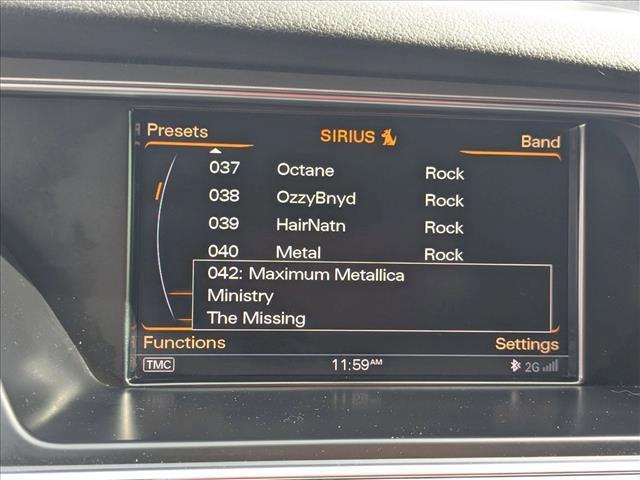 Presets SIRIUS Band
037 Octane Rock
038 OzzyBnyd Rock
039 HairNatn Rock
040 Metal Rock
042: Maximum Metallica
Ministry
The Missing
Functions Settings
TMC 11:59AM 2G